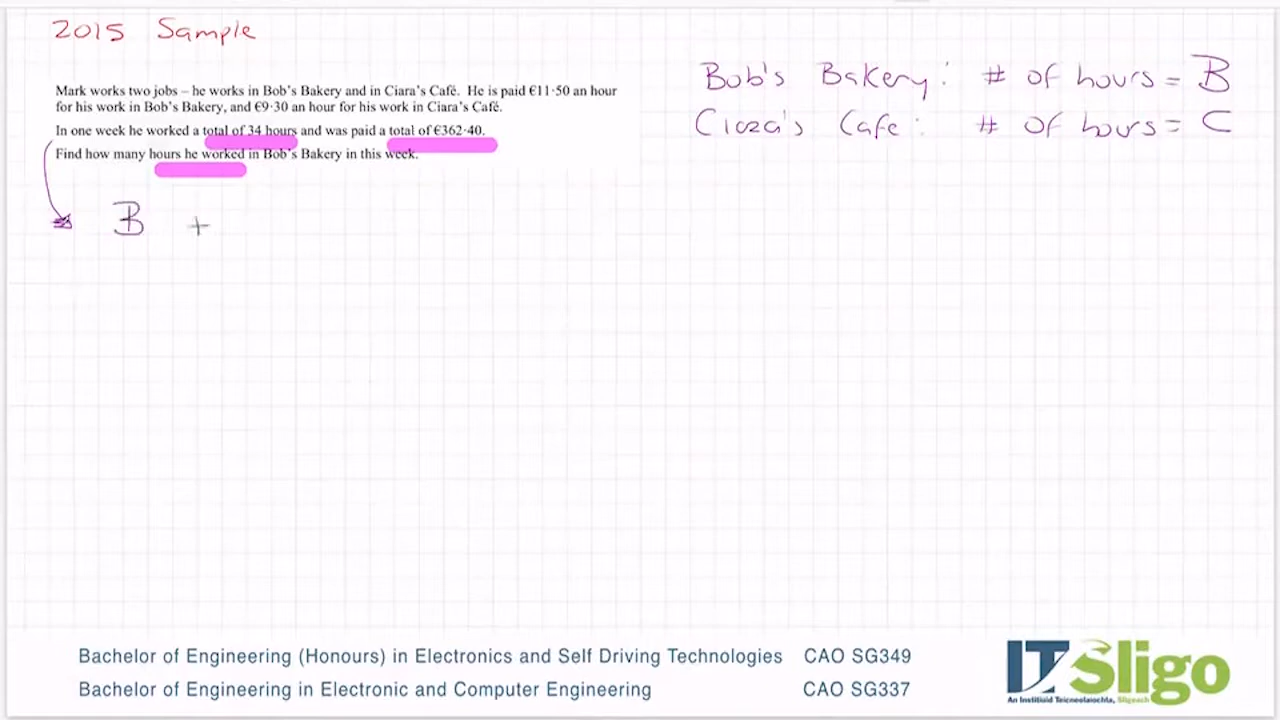 2015 Sample
Mark works two jobs – he works in Bob's Bakery and in Ciara's Café. He is paid €11·50 an hour
for his work in Bob's Bakery, and €9·30 an hour for his work in Ciara's Café.
In one week he worked a total of 34 hours and was paid a total of €362·40.
Find how many hours he worked in Bob's Bakery in this week.
Bob's Bakery: # of hours = B
Ciara's Cafe: # of hours = C
B +
Bachelor of Engineering (Honours) in Electronics and Self Driving Technologies CAO SG349
Bachelor of Engineering in Electronic and Computer Engineering CAO SG337
IT Sligo
An Institiúid Teicneolaíochta, Sligeach